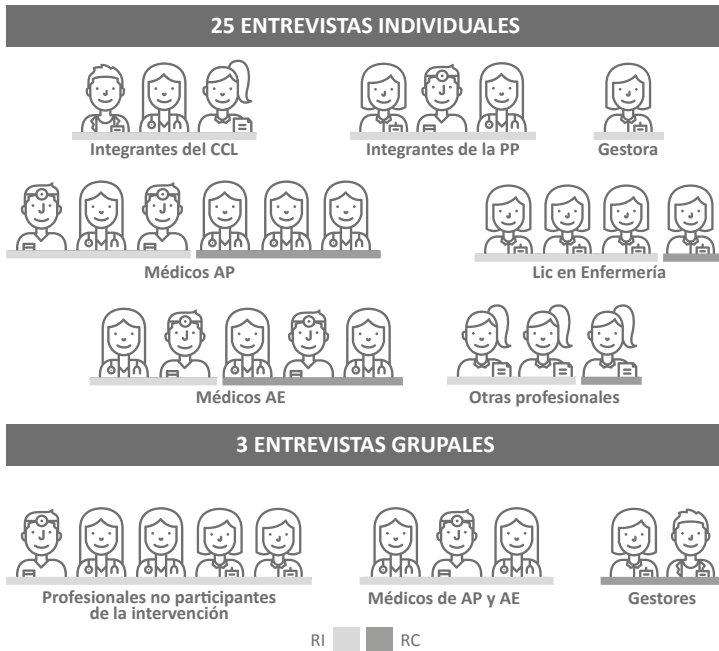 25 ENTREVISTAS INDIVIDUALES
Integrantes del CCL
Integrantes de la PP
Gestora
Médicos AP
Lic en Enfermería
Médicos AE
Otras profesionales
3 ENTREVISTAS GRUPALES
Profesionales no participantes
de la intervención
Médicos de AP y AE
Gestores
RI
RC